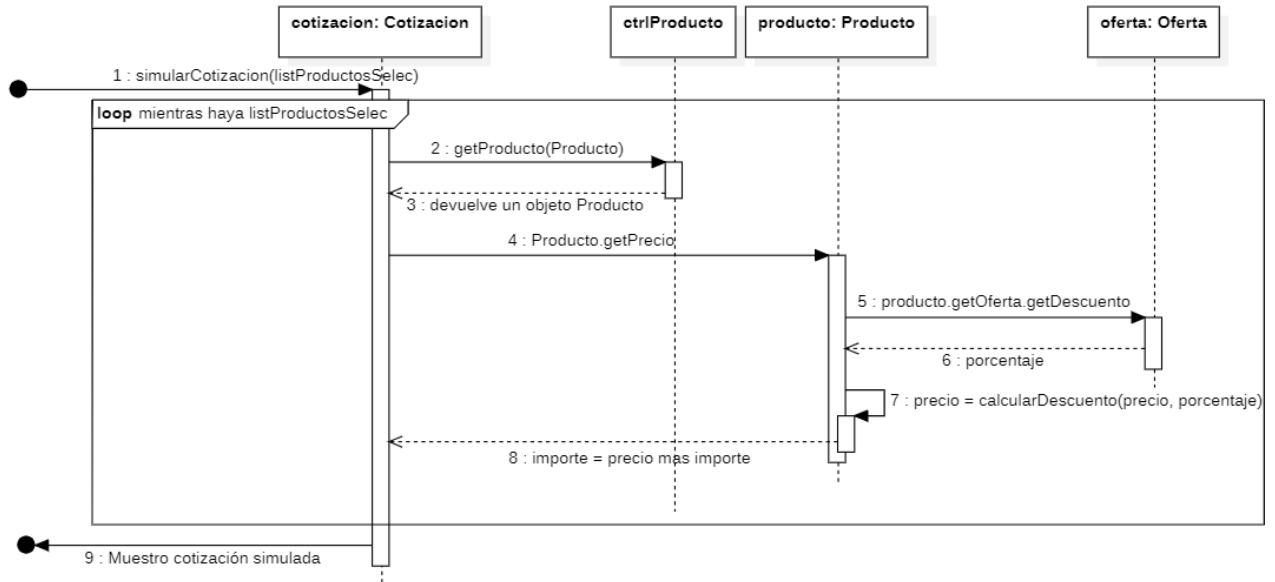 cotizacion: Cotizacion
ctrlProducto
producto: Producto
oferta: Oferta
1 : simularCotizacion(listProductosSelec)
loop mientras haya listProductosSelec
2 : getProducto(Producto)
3 : devuelve un objeto Producto
4 : Producto.getPrecio
5 : producto.getOferta.getDescuento
6 : porcentaje
7 : precio = calcularDescuento(precio, porcentaje)
8 : importe = precio mas importe
9 : Muestro cotización simulada